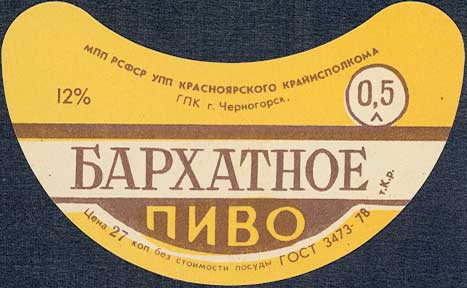 МПП РСФСР УПП КРАСНОЯРСКОГО КРАЙИСПОЛКОМА
ГПК г. Черногорск.
12%
0,5 л
БАРХАТНОЕ
т.К.р.
ПИВО
Цена 27 коп без стоимости посуды ГОСТ 3473-78